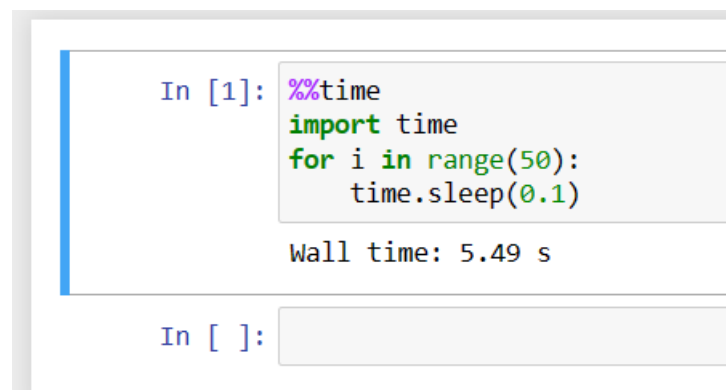 In [1]: %%time
import time
for i in range(50):
    time.sleep(0.1)
Wall time: 5.49 s
In [ ]: